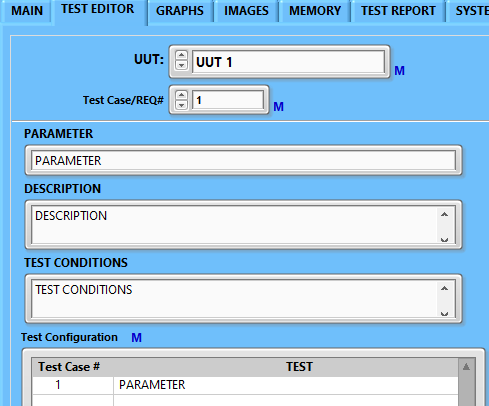 MAIN TEST EDITOR GRAPHS IMAGES MEMORY TEST REPORT
UUT: UUT 1 M
Test Case/REQ# 1 M
PARAMETER
PARAMETER
DESCRIPTION
DESCRIPTION
TEST CONDITIONS
TEST CONDITIONS
Test Configuration M
Test Case # TEST
1 PARAMETER